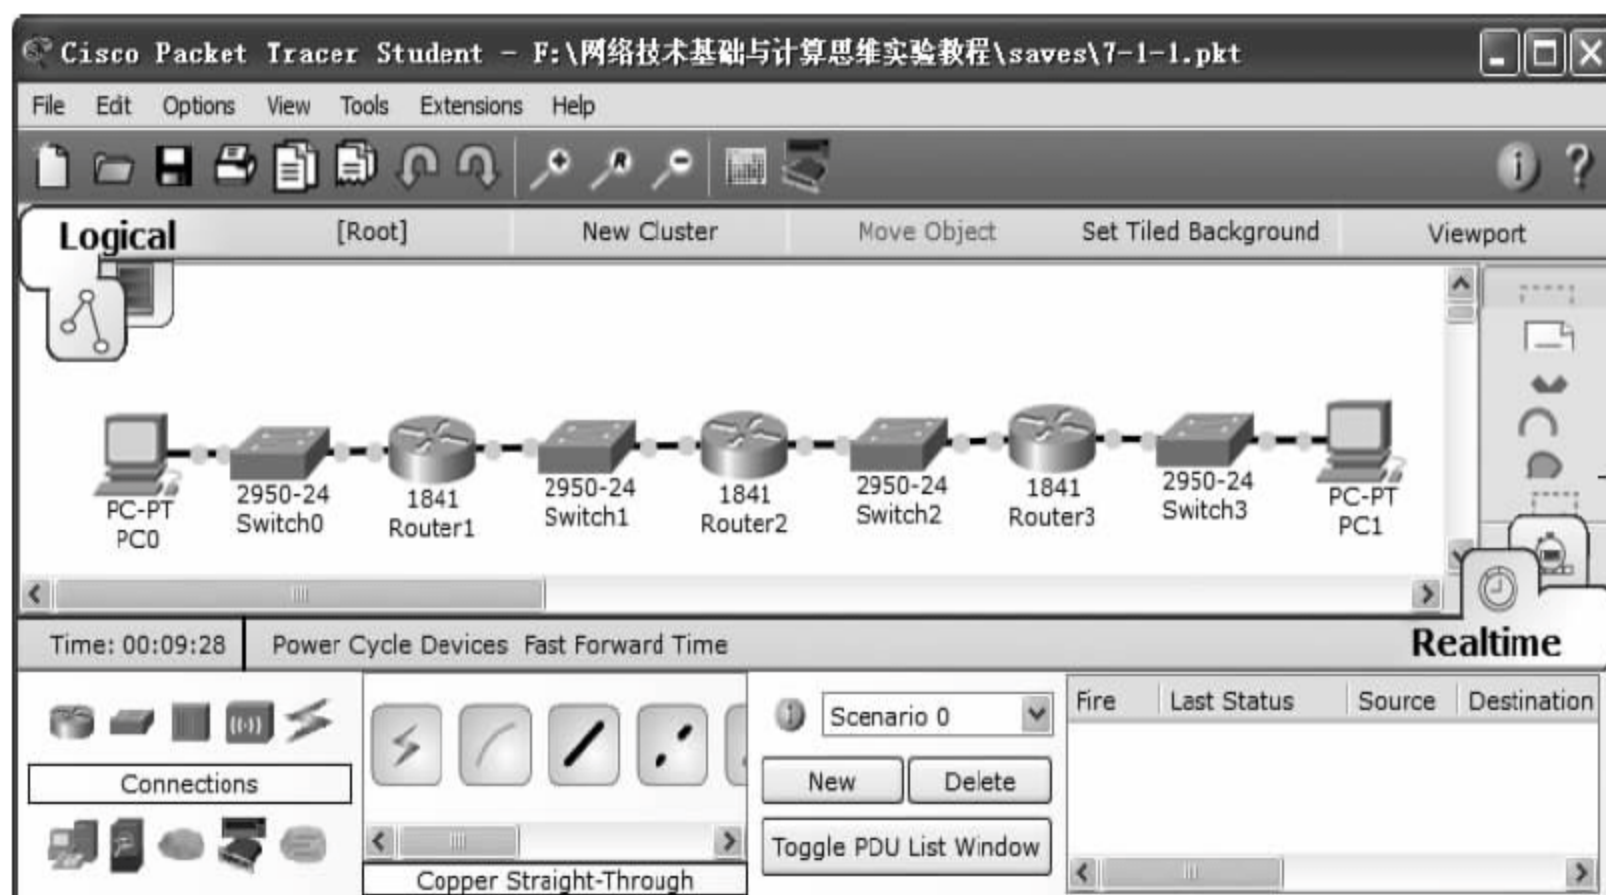 Cisco Packet Tracer Student - F:\网络技术基础与计算思维实验教程\saves\7-1-1.pkt
File Edit Options View Tools Extensions Help
Logical [Root] New Cluster Move Object Set Tiled Background Viewport
PC-PT
PC0
2950-24
Switch0
1841
Router1
2950-24
Switch1
1841
Router2
2950-24
Switch2
1841
Router3
2950-24
Switch3
PC-PT
PC1
Time: 00:09:28 Power Cycle Devices Fast Forward Time Realtime
Connections
Copper Straight-Through
Scenario 0
New Delete
Toggle PDU List Window
Fire Last Status Source Destination